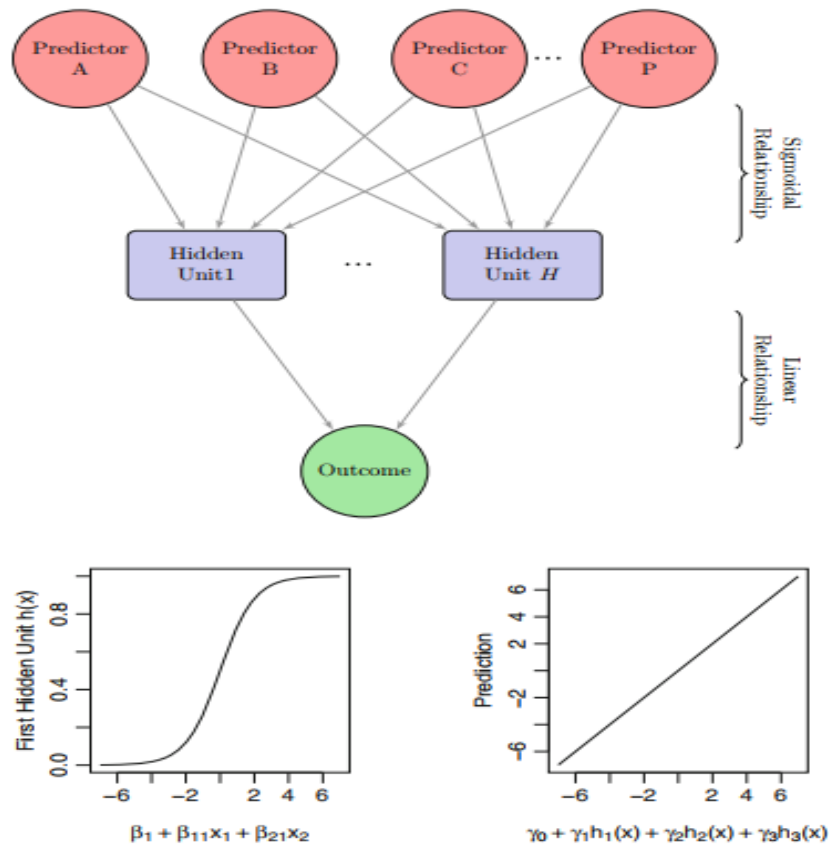 Predictor
A
Predictor
B
Predictor
C
...
Predictor
P
Sigmoidal
Relationship
Hidden
Unit1
...
Hidden
Unit H
Linear
Relationship
Outcome
First Hidden Unit h(x)
0.0 0.4 0.8
−6 −2 2 4 6
β1 + β11x1 + β21x2
Prediction
−6 −2 2 4 6
−6 −2 2 4 6
γ0 + γ1h1(x) + γ2h2(x) + γ3h3(x)